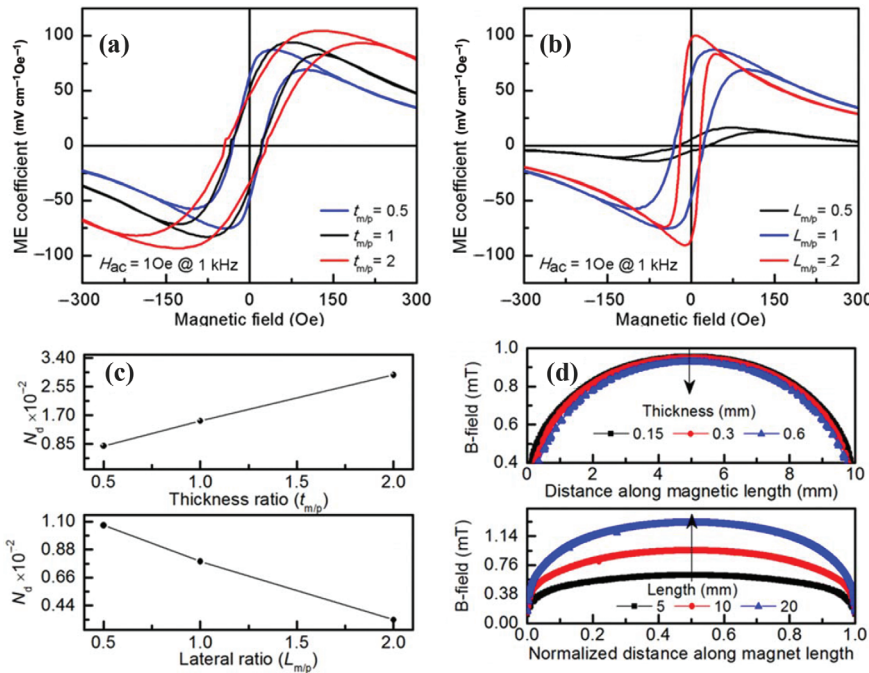 (a)
ME coefficient (mV cm⁻¹Oe⁻¹)
100
50
0
−50
−100
t_m/p = 0.5
t_m/p = 1
t_m/p = 2
H_ac = 1Oe @ 1 kHz
−300 −150 0 150 300
Magnetic field (Oe)
(b)
ME coefficient (mV cm⁻¹Oe⁻¹)
100
50
0
−50
−100
L_m/p = 0.5
L_m/p = 1
L_m/p = 2
H_ac = 1Oe @ 1 kHz
−300 −150 0 150 300
Magnetic field (Oe)
(c)
N_d ×10⁻²
3.40
2.55
1.70
0.85
0.5 1.0 1.5 2.0
Thickness ratio (t_m/p)
N_d ×10⁻²
1.10
0.88
0.66
0.44
0.5 1.0 1.5 2.0
Lateral ratio (L_m/p)
(d)
B-field (mT)
1.0
0.8
0.6
0.4
Thickness (mm)
0.15 0.3 0.6
0 2 4 6 8 10
Distance along magnetic length (mm)
B-field (mT)
1.14
0.76
0.38
0.00
Length (mm)
5 10 20
0.0 0.2 0.4 0.6 0.8 1.0
Normalized distance along magnet length